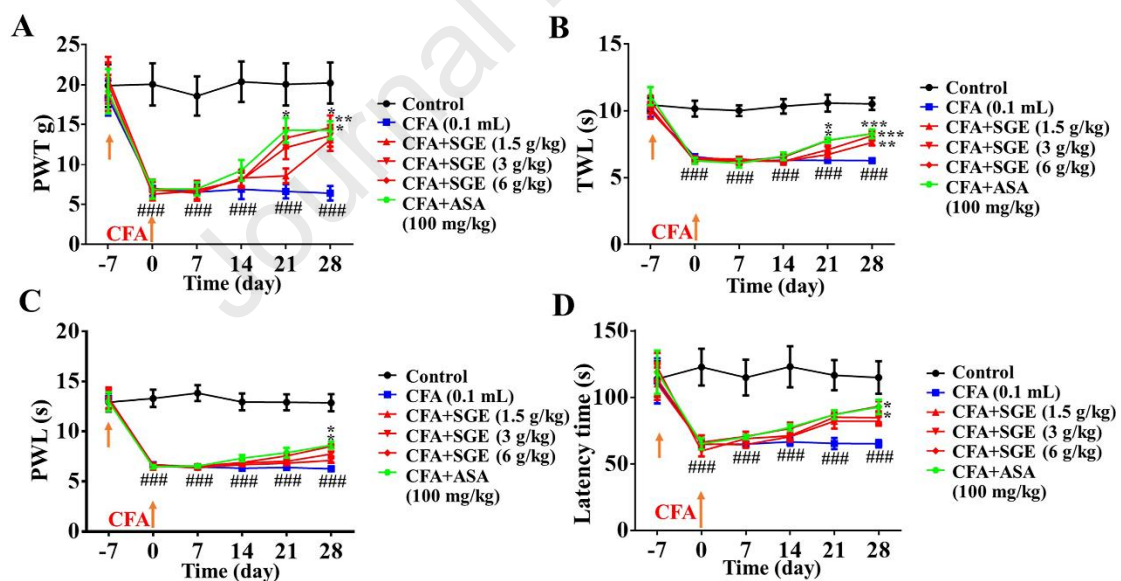 Journal
A
25
20
15
10
5
0
PWT g)
-7 0 7 14 21 28
Time (day)
CFA
###
###
###
###
###
*
*
**
*
Control
CFA (0.1 mL)
CFA+SGE (1.5 g/kg)
CFA+SGE (3 g/kg)
CFA+SGE (6 g/kg)
CFA+ASA
(100 mg/kg)
B
15
10
5
0
TWL (s)
-7 0 7 14 21 28
Time (day)
CFA
###
###
###
###
###
*
*
***
***
**
Control
CFA (0.1 mL)
CFA+SGE (1.5 g/kg)
CFA+SGE (3 g/kg)
CFA+SGE (6 g/kg)
CFA+ASA
(100 mg/kg)
C
20
15
10
5
0
PWL (s)
-7 0 7 14 21 28
Time (day)
CFA
###
###
###
###
###
*
*
Control
CFA (0.1 mL)
CFA+SGE (1.5 g/kg)
CFA+SGE (3 g/kg)
CFA+SGE (6 g/kg)
CFA+ASA
(100 mg/kg)
D
150
100
50
0
Latency time (s)
-7 0 7 14 21 28
Time (day)
CFA
###
###
###
###
###
*
*
Control
CFA (0.1 mL)
CFA+SGE (1.5 g/kg)
CFA+SGE (3 g/kg)
CFA+SGE (6 g/kg)
CFA+ASA
(100 mg/kg)